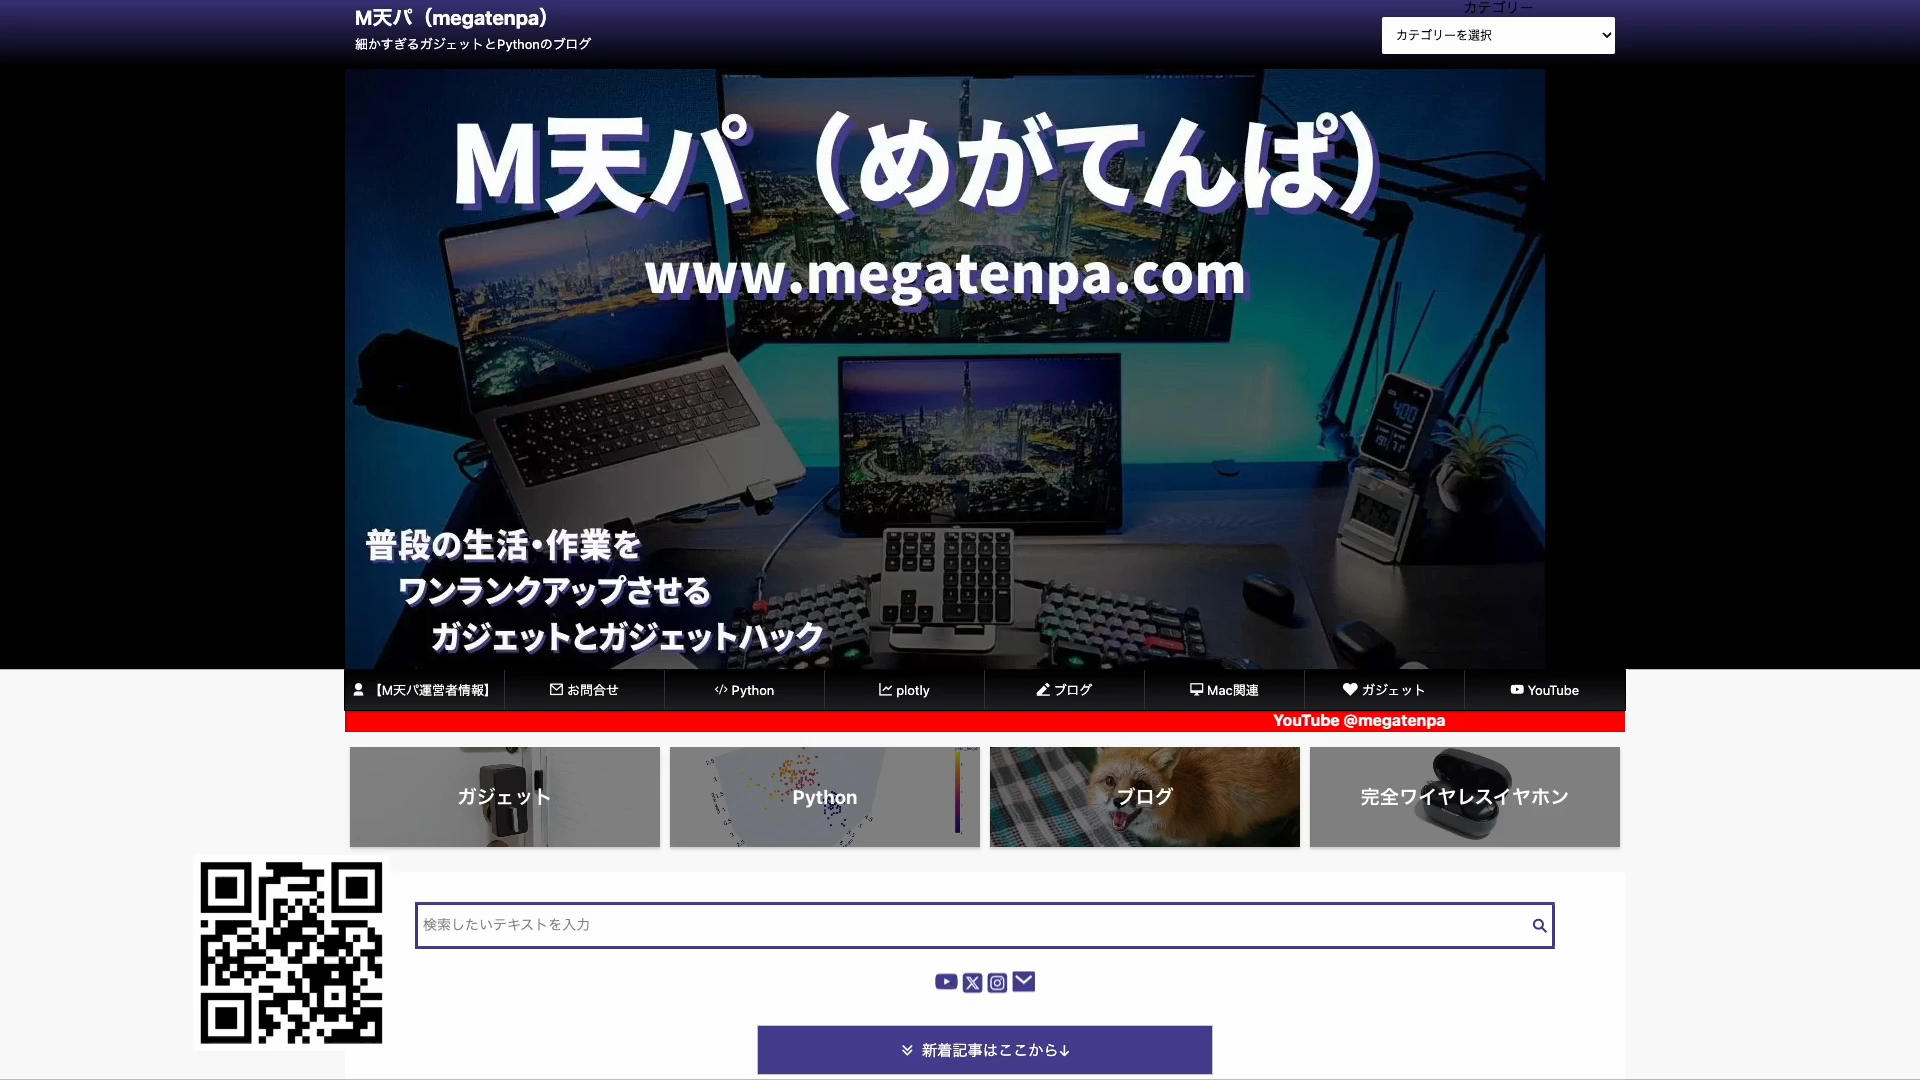 M天パ（megatenpa）
細かすぎるガジェットとPythonのブログ
カテゴリー
カテゴリーを選択
M天パ（めがてんぱ）
www.megatenpa.com
普段の生活・作業を
ワンランクアップさせる
ガジェットとガジェットハック
【M天パ運営者情報】
お問合せ
Python
plotly
ブログ
Mac関連
ガジェット
YouTube
YouTube @megatenpa
ガジェット
Python
ブログ
完全ワイヤレスイヤホン
検索したいテキストを入力
新着記事はここから↓